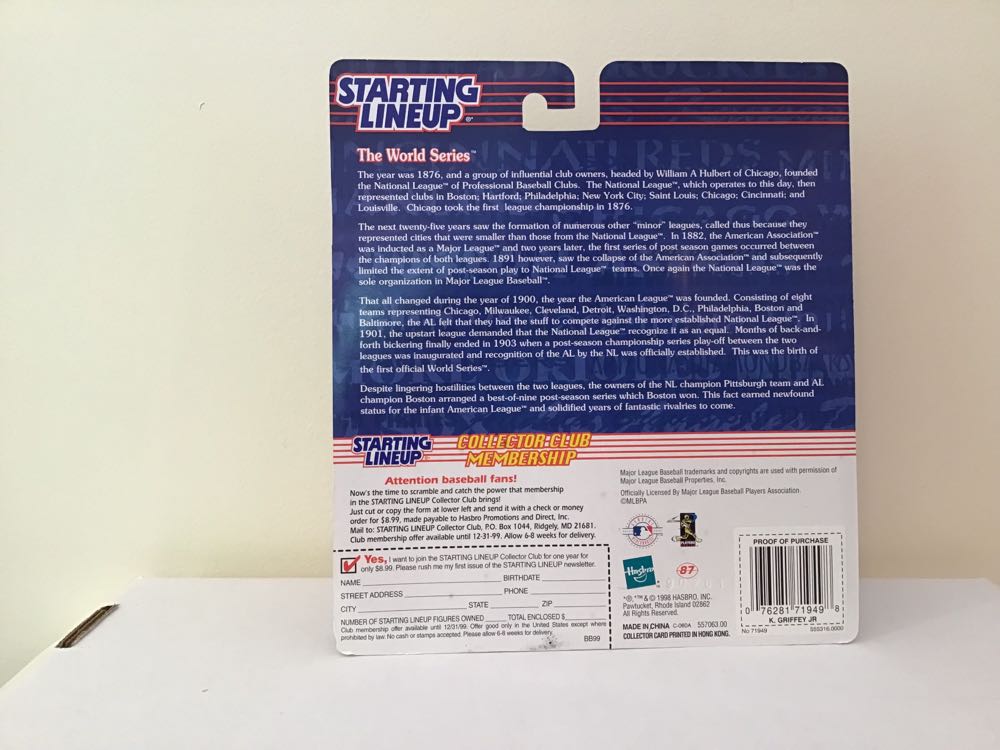 STARTING
LINEUP®
The World Series™
The year was 1876, and a group of influential club owners, headed by William A Hulbert of Chicago, founded
the National League™ of Professional Baseball Clubs. The National League™, which operates to this day, then
represented clubs in Boston; Hartford; Philadelphia; New York City; Saint Louis; Chicago; Cincinnati; and
Louisville. Chicago took the first league championship in 1876.
The next twenty-five years saw the formation of numerous other "minor" leagues, called thus because they
represented cities that were smaller than those from the National League™. In 1882, the American Association™
was inducted as a Major League™ and two years later, the first series of post season games occurred between
the champions of both leagues. 1891 however, saw the collapse of the American Association™ and subsequently
limited the extent of post-season play to National League™ teams. Once again the National League™ was the
sole organization in Major League Baseball™.
That all changed during the year of 1900, the year the American League™ was founded. Consisting of eight
teams representing Chicago, Milwaukee, Cleveland, Detroit, Washington, D.C., Philadelphia, Boston and
Baltimore, the AL felt that they had the stuff to compete against the more established National League™. In
1901, the upstart league demanded that the National League™ recognize it as an equal. Months of back-and-
forth bickering finally ended in 1903 when a post-season championship series play-off between the two
leagues was inaugurated and recognition of the AL by the NL was officially established. This was the birth of
the first official World Series™.
Despite lingering hostilities between the two leagues, the owners of the NL champion Pittsburgh team and AL
champion Boston arranged a best-of-nine post-season series which Boston won. This fact earned newfound
status for the infant American League™ and solidified years of fantastic rivalries to come.
STARTING
LINEUP
COLLECTOR CLUB
MEMBERSHIP
Attention baseball fans!
Now's the time to scramble and catch the power that membership
in the STARTING LINEUP Collector Club brings!
Just cut or copy the form at lower left and send it with a check or money
order for $8.99, made payable to Hasbro Promotions and Direct, Inc.
Mail to: STARTING LINEUP Collector Club, P.O. Box 1044, Ridgely, MD 21681.
Club membership offer available until 12-31-99. Allow 6-8 weeks for delivery.
Yes, I want to join the STARTING LINEUP Collector Club for one year for
only $8.99. Please rush me my first issue of the STARTING LINEUP newsletter.
NAME BIRTHDATE
STREET ADDRESS PHONE
CITY STATE ZIP
NUMBER OF STARTING LINEUP FIGURES OWNED TOTAL ENCLOSED $
Club membership offer available until 12/31/99. Offer good only in the United States except where
prohibited by law. No cash or stamps accepted. Please allow 6-8 weeks for delivery.
BB99
Major League Baseball trademarks and copyrights are used with permission of
Major League Baseball Properties, Inc.
Officially Licensed By Major League Baseball Players Association
©MLBPA
Hasbro
87
*®,*™ & © 1998 HASBRO, INC.
Pawtucket, Rhode Island 02862
All Rights Reserved.
MADE IN CHINA C-080A 557063.00
COLLECTOR CARD PRINTED IN HONG KONG.
PROOF OF PURCHASE
0 76281 71949 8
K. GRIFFEY JR
No 71949 555316.0000